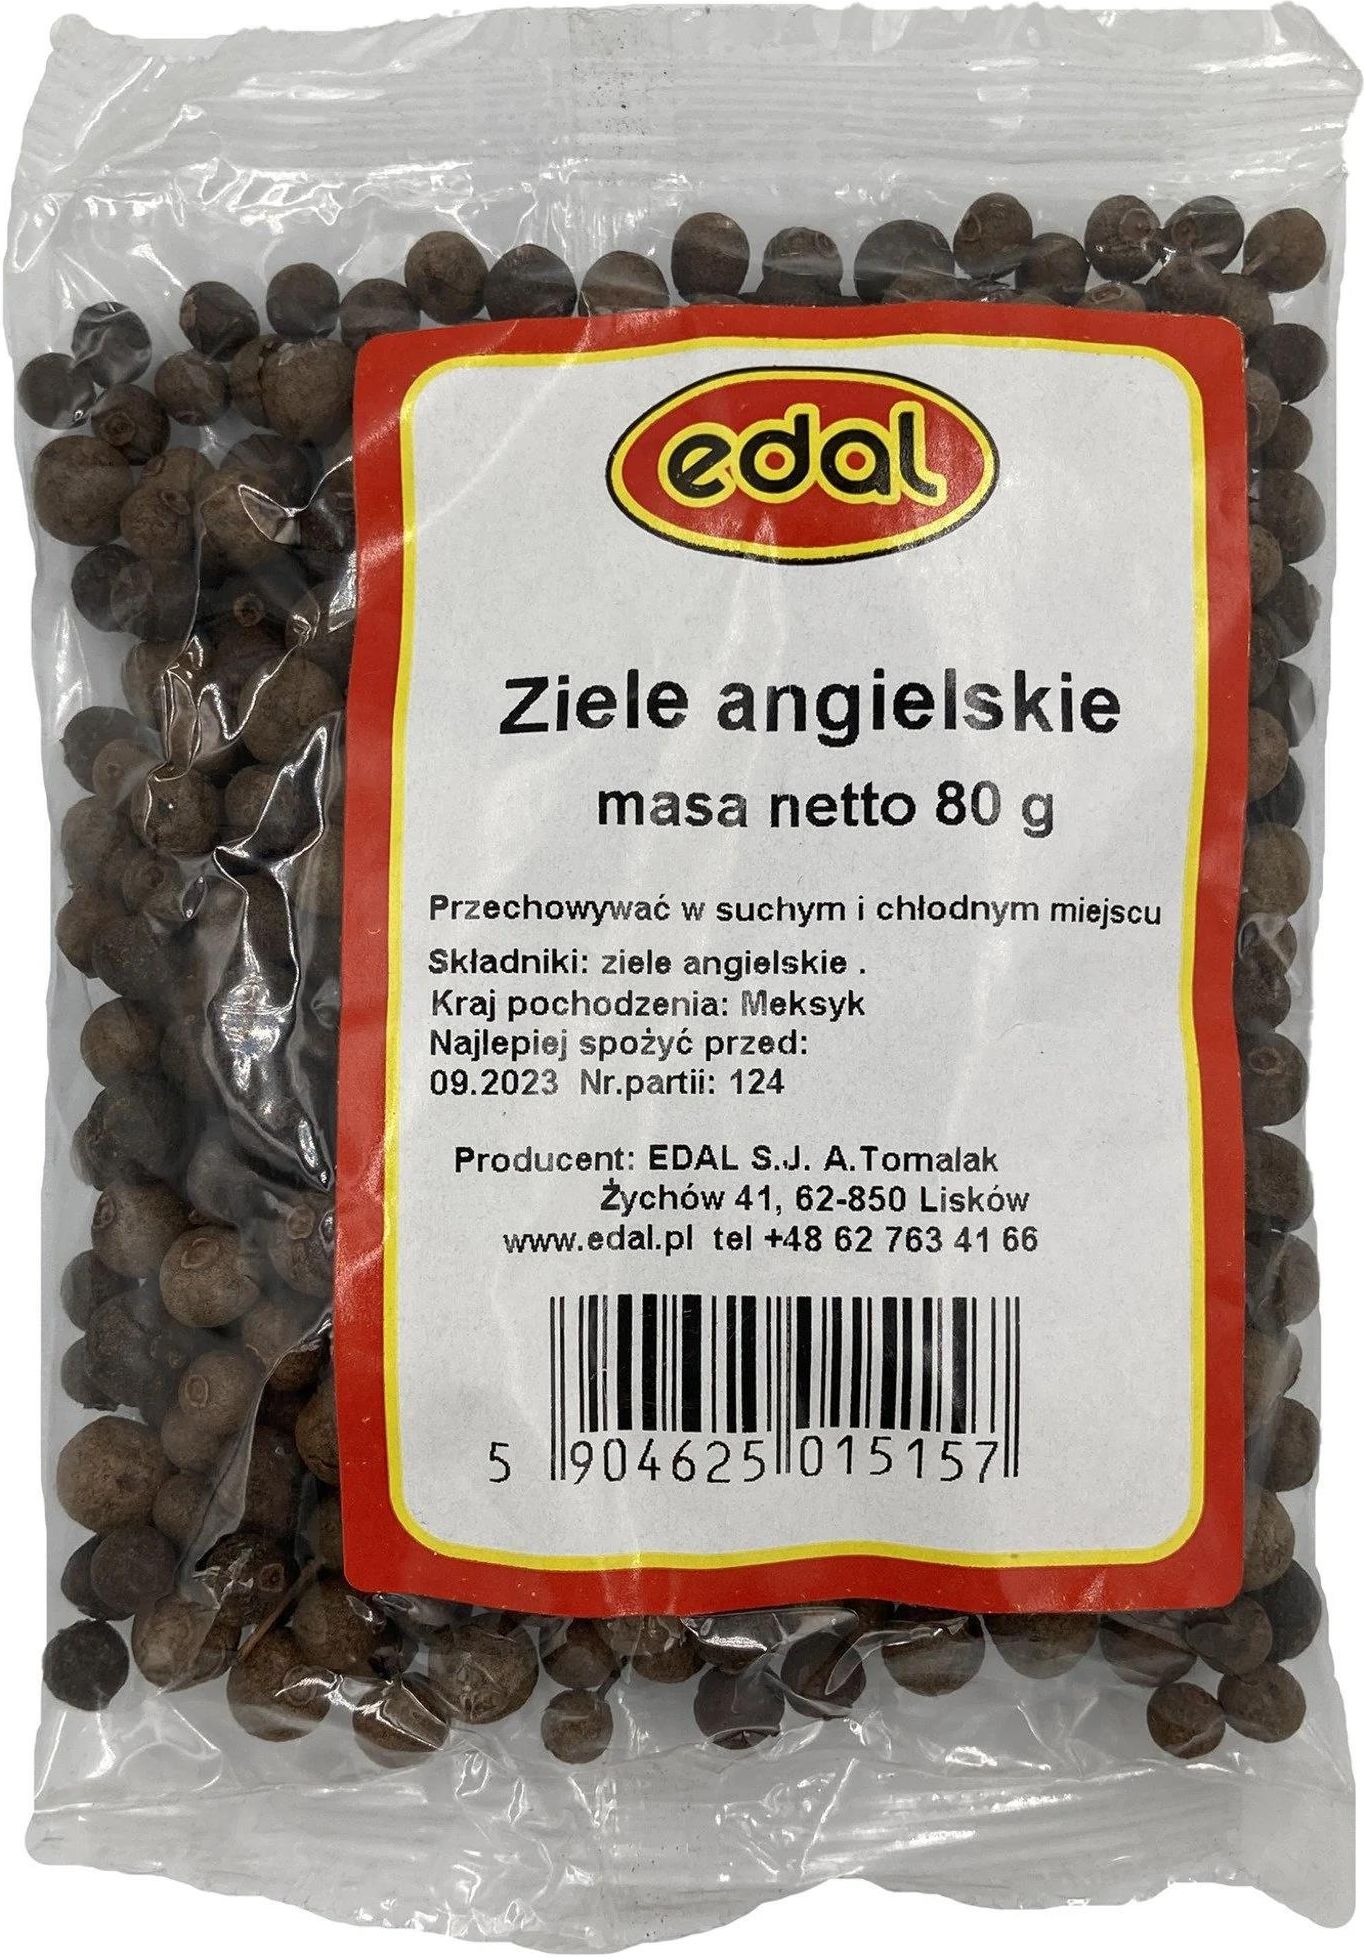 edal
Ziele angielskie
masa netto 80 g
Przechowywać w suchym i chłodnym miejscu
Składniki: ziele angielskie .
Kraj pochodzenia: Meksyk
Najlepiej spożyć przed:
09.2023 Nr.partii: 124
Producent: EDAL S.J. A.Tomalak
Żychów 41, 62-850 Lisków
www.edal.pl tel +48 62 763 41 66
5 904625 015157